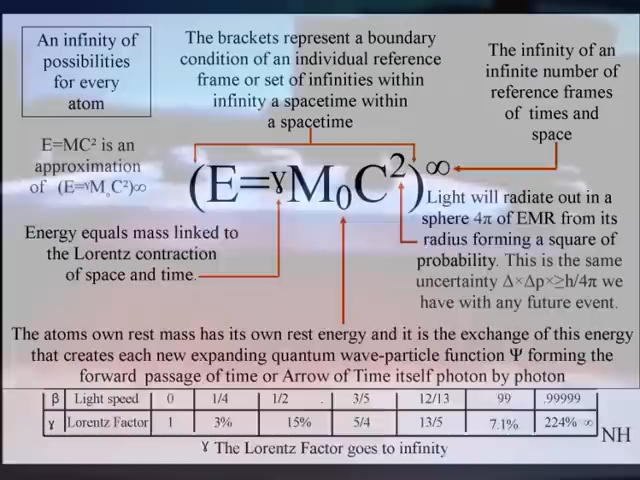 An infinity of
possibilities
for every
atom
The brackets represent a boundary
condition of an individual reference
frame or set of infinities within
infinity a spacetime within
a spacetime
The infinity of an
infinite number of
reference frames
of times and
space
E=MC² is an
approximation
of (E=ɤM₀C²)∞
(E=ɤM₀C²)∞
Energy equals mass linked to
the Lorentz contraction
of space and time.
Light will radiate out in a
sphere 4π of EMR from its
radius forming a square of
probability. This is the same
uncertainty Δ×Δp×≥h/4π we
have with any future event.
The atoms own rest mass has its own rest energy and it is the exchange of this energy
that creates each new expanding quantum wave-particle function Ψ forming the
forward passage of time or Arrow of Time itself photon by photon
β Light speed 0 1/4 1/2 . 3/5 12/13 99 .99999
ɤ Lorentz Factor 1 3% 15% 5/4 13/5 7.1% 224% ∞
ɤ The Lorentz Factor goes to infinity
NH